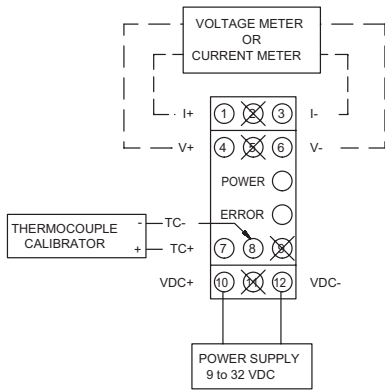 VOLTAGE METER
OR
CURRENT METER
I+ 1 2 3 I-
V+ 4 5 6 V-
POWER
ERROR
THERMOCOUPLE
CALIBRATOR
- TC-
+ TC+
7 8 9
VDC+ 10 11 12 VDC-
POWER SUPPLY
9 to 32 VDC